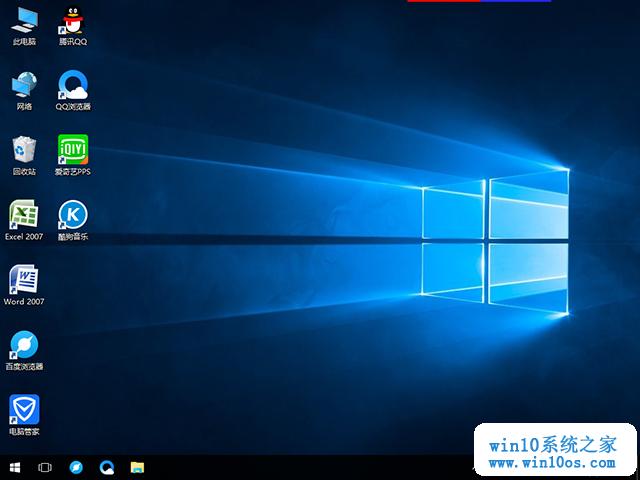 此电脑
腾讯QQ
网络
QQ浏览器
回收站
iQIYI
爱奇艺PPS
Excel 2007
K
酷狗音乐
W
Word 2007
百度浏览器
电脑管家
win10系统之家
www.win10os.com